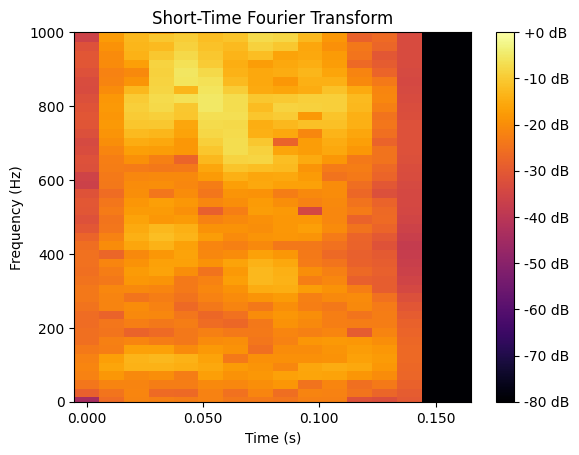 Short-Time Fourier Transform
Frequency (Hz)
1000
800
600
400
200
0
0.000
0.050
0.100
0.150
Time (s)
+0 dB
-10 dB
-20 dB
-30 dB
-40 dB
-50 dB
-60 dB
-70 dB
-80 dB